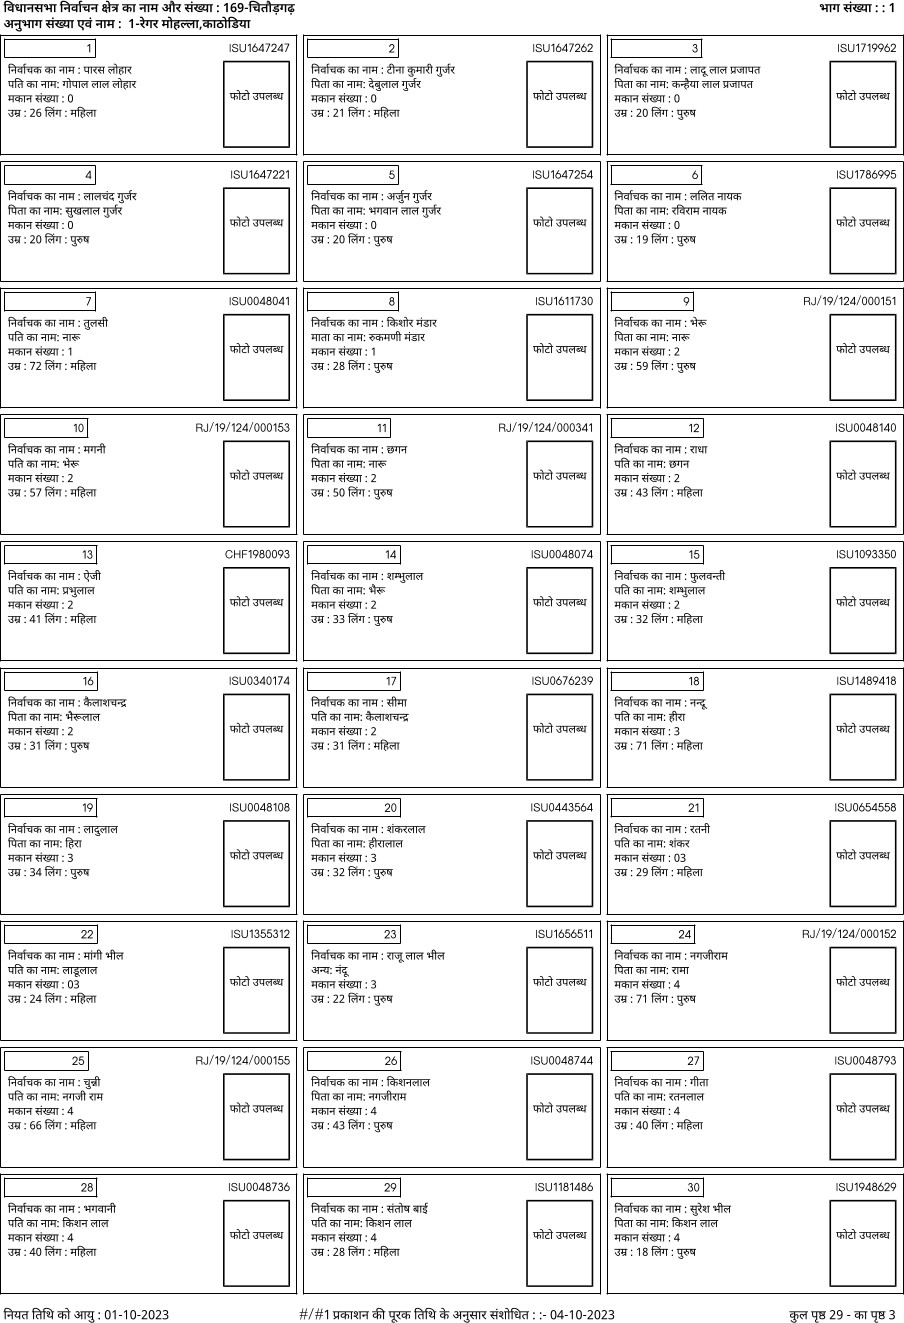 विधानसभा निर्वाचन क्षेत्र का नाम और संख्या : 169-चितौड़गढ़ भाग संख्या : : 1
अनुभाग संख्या एवं नाम : 1-रेगर मोहल्ला,काठोडिया
1 ISU1647247
निर्वाचक का नाम : पारस लोहार
पति का नाम: गोपाल लाल लोहार
मकान संख्या : 0
उम्र : 26 लिंग : महिला
फोटो उपलब्ध
2 ISU1647262
निर्वाचक का नाम : टीना कुमारी गुर्जर
पिता का नाम: देबुलाल गुर्जर
मकान संख्या : 0
उम्र : 21 लिंग : महिला
फोटो उपलब्ध
3 ISU1719962
निर्वाचक का नाम : लादू लाल प्रजापत
पिता का नाम: कन्हैया लाल प्रजापत
मकान संख्या : 0
उम्र : 20 लिंग : पुरुष
फोटो उपलब्ध
4 ISU1647221
निर्वाचक का नाम : लालचंद गुर्जर
पिता का नाम: सुखलाल गुर्जर
मकान संख्या : 0
उम्र : 20 लिंग : पुरुष
फोटो उपलब्ध
5 ISU1647254
निर्वाचक का नाम : अर्जुन गुर्जर
पिता का नाम: भगवान लाल गुर्जर
मकान संख्या : 0
उम्र : 20 लिंग : पुरुष
फोटो उपलब्ध
6 ISU1786995
निर्वाचक का नाम : ललित नायक
पिता का नाम: रविराम नायक
मकान संख्या : 0
उम्र : 19 लिंग : पुरुष
फोटो उपलब्ध
7 ISU0048041
निर्वाचक का नाम : तुलसी
पति का नाम: नारू
मकान संख्या : 1
उम्र : 72 लिंग : महिला
फोटो उपलब्ध
8 ISU1611730
निर्वाचक का नाम : किशोर मंडार
माता का नाम: रुकमणी मंडार
मकान संख्या : 1
उम्र : 28 लिंग : पुरुष
फोटो उपलब्ध
9 RJ/19/124/000151
निर्वाचक का नाम : भेरू
पिता का नाम: नारू
मकान संख्या : 2
उम्र : 59 लिंग : पुरुष
फोटो उपलब्ध
10 RJ/19/124/000153
निर्वाचक का नाम : मगनी
पति का नाम: भेरू
मकान संख्या : 2
उम्र : 57 लिंग : महिला
फोटो उपलब्ध
11 RJ/19/124/000341
निर्वाचक का नाम : छगन
पिता का नाम: नारू
मकान संख्या : 2
उम्र : 50 लिंग : पुरुष
फोटो उपलब्ध
12 ISU0048140
निर्वाचक का नाम : राधा
पति का नाम: छगन
मकान संख्या : 2
उम्र : 43 लिंग : महिला
फोटो उपलब्ध
13 CHF1980093
निर्वाचक का नाम : ऐजी
पति का नाम: प्रभुलाल
मकान संख्या : 2
उम्र : 41 लिंग : महिला
फोटो उपलब्ध
14 ISU0048074
निर्वाचक का नाम : शम्भुलाल
पिता का नाम: भैरू
मकान संख्या : 2
उम्र : 33 लिंग : पुरुष
फोटो उपलब्ध
15 ISU1093350
निर्वाचक का नाम : फुलवन्ती
पति का नाम: शम्भुलाल
मकान संख्या : 2
उम्र : 32 लिंग : महिला
फोटो उपलब्ध
16 ISU0340174
निर्वाचक का नाम : कैलाशचन्द्र
पिता का नाम: भैरूलाल
मकान संख्या : 2
उम्र : 31 लिंग : पुरुष
फोटो उपलब्ध
17 ISU0676239
निर्वाचक का नाम : सीमा
पति का नाम: कैलाशचन्द्र
मकान संख्या : 2
उम्र : 31 लिंग : महिला
फोटो उपलब्ध
18 ISU1489418
निर्वाचक का नाम : नन्दू
पति का नाम: हीरा
मकान संख्या : 3
उम्र : 71 लिंग : महिला
फोटो उपलब्ध
19 ISU0048108
निर्वाचक का नाम : लादुलाल
पिता का नाम: हिरा
मकान संख्या : 3
उम्र : 34 लिंग : पुरुष
फोटो उपलब्ध
20 ISU0443564
निर्वाचक का नाम : शंकरलाल
पिता का नाम: हीरालाल
मकान संख्या : 3
उम्र : 32 लिंग : पुरुष
फोटो उपलब्ध
21 ISU0654558
निर्वाचक का नाम : रतनी
पति का नाम: शंकर
मकान संख्या : 03
उम्र : 29 लिंग : महिला
फोटो उपलब्ध
22 ISU1355312
निर्वाचक का नाम : मांगी भील
पति का नाम: लाडूलाल
मकान संख्या : 03
उम्र : 24 लिंग : महिला
फोटो उपलब्ध
23 ISU1656511
निर्वाचक का नाम : राजू लाल भील
अन्य: नंदू
मकान संख्या : 3
उम्र : 22 लिंग : पुरुष
फोटो उपलब्ध
24 RJ/19/124/000152
निर्वाचक का नाम : नगजीराम
पिता का नाम: रामा
मकान संख्या : 4
उम्र : 71 लिंग : पुरुष
फोटो उपलब्ध
25 RJ/19/124/000155
निर्वाचक का नाम : चुन्नी
पति का नाम: नगजी राम
मकान संख्या : 4
उम्र : 66 लिंग : महिला
फोटो उपलब्ध
26 ISU0048744
निर्वाचक का नाम : किशनलाल
पिता का नाम: नगजीराम
मकान संख्या : 4
उम्र : 43 लिंग : पुरुष
फोटो उपलब्ध
27 ISU0048793
निर्वाचक का नाम : गीता
पति का नाम: रतनलाल
मकान संख्या : 4
उम्र : 40 लिंग : महिला
फोटो उपलब्ध
28 ISU0048736
निर्वाचक का नाम : भगवानी
पति का नाम: किशन लाल
मकान संख्या : 4
उम्र : 40 लिंग : महिला
फोटो उपलब्ध
29 ISU1181486
निर्वाचक का नाम : संतोष बाई
पति का नाम: किशन लाल
मकान संख्या : 4
उम्र : 28 लिंग : महिला
फोटो उपलब्ध
30 ISU1948629
निर्वाचक का नाम : सुरेश भील
पिता का नाम: किशन लाल
मकान संख्या : 4
उम्र : 18 लिंग : पुरुष
फोटो उपलब्ध
नियत तिथि को आयु : 01-10-2023 #/#1 प्रकाशन की पूरक तिथि के अनुसार संशोधित : :- 04-10-2023 कुल पृष्ठ 29 - का पृष्ठ 3